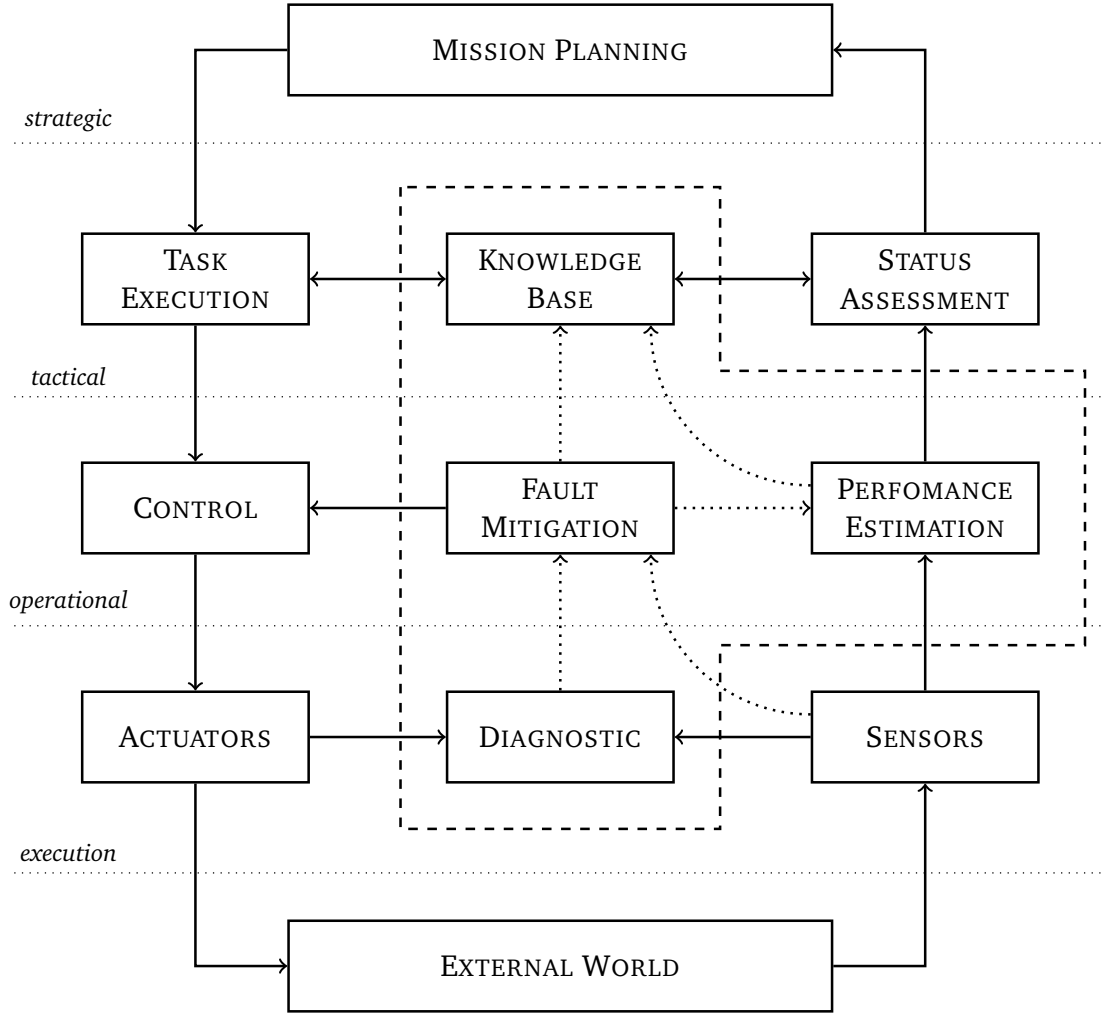 MISSION PLANNING
strategic
TASK
EXECUTION
KNOWLEDGE
BASE
STATUS
ASSESSMENT
tactical
CONTROL
FAULT
MITIGATION
PERFOMANCE
ESTIMATION
operational
ACTUATORS
DIAGNOSTIC
SENSORS
execution
EXTERNAL WORLD